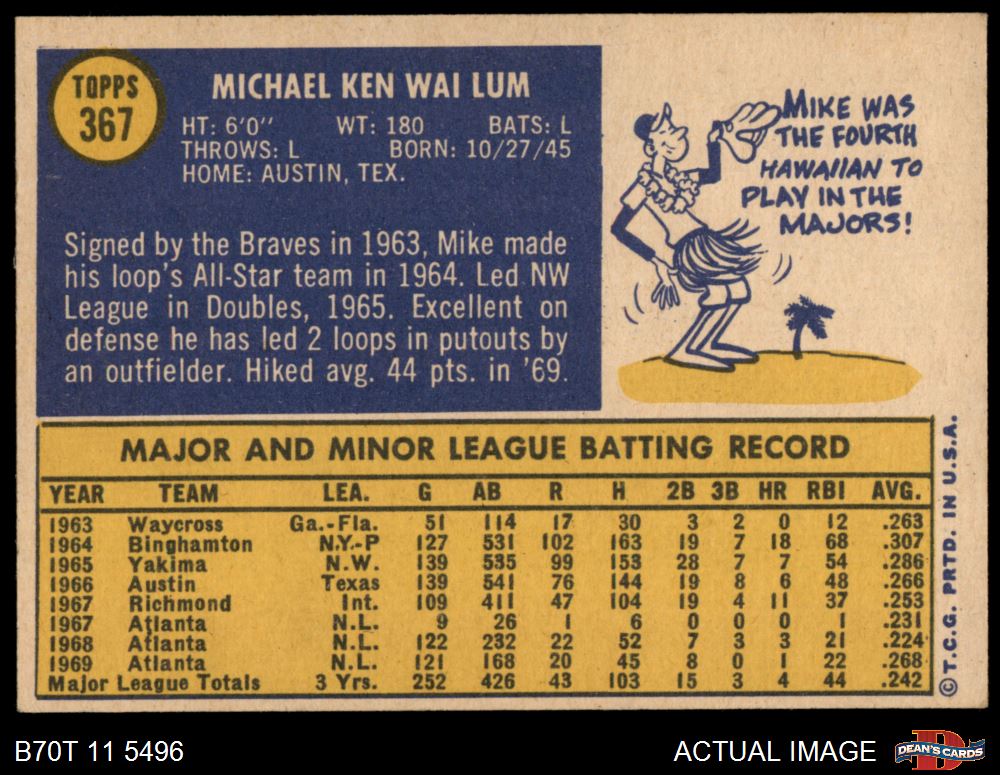 TOPPS
367
MICHAEL KEN WAI LUM
HT: 6'0" WT: 180 BATS: L
THROWS: L BORN: 10/27/45
HOME: AUSTIN, TEX.
Signed by the Braves in 1963, Mike made
his loop's All-Star team in 1964. Led NW
League in Doubles, 1965. Excellent on
defense he has led 2 loops in putouts by
an outfielder. Hiked avg. 44 pts. in '69.
MIKE WAS
THE FOURTH
HAWAIIAN TO
PLAY IN THE
MAJORS!
MAJOR AND MINOR LEAGUE BATTING RECORD
YEAR TEAM LEA. G AB R H 2B 3B HR RBI AVG.
1963 Waycross Ga.-Fla. 51 114 17 30 3 2 0 12 .263
1964 Binghamton N.Y.-P 127 531 102 163 19 7 18 68 .307
1965 Yakima N.W. 139 535 99 153 28 7 7 54 .286
1966 Austin Texas 139 541 76 144 19 8 6 48 .266
1967 Richmond Int. 109 411 47 104 19 4 11 37 .253
1967 Atlanta N.L. 9 26 1 6 0 0 0 1 .231
1968 Atlanta N.L. 122 232 22 52 7 3 3 21 .224
1969 Atlanta N.L. 121 168 20 45 8 0 1 22 .268
Major League Totals 3 Yrs. 252 426 43 103 15 3 4 44 .242
© T.C.G. PRTD. IN U.S.A.
B70T 11 5496
ACTUAL IMAGE
DEAN'S CARDS